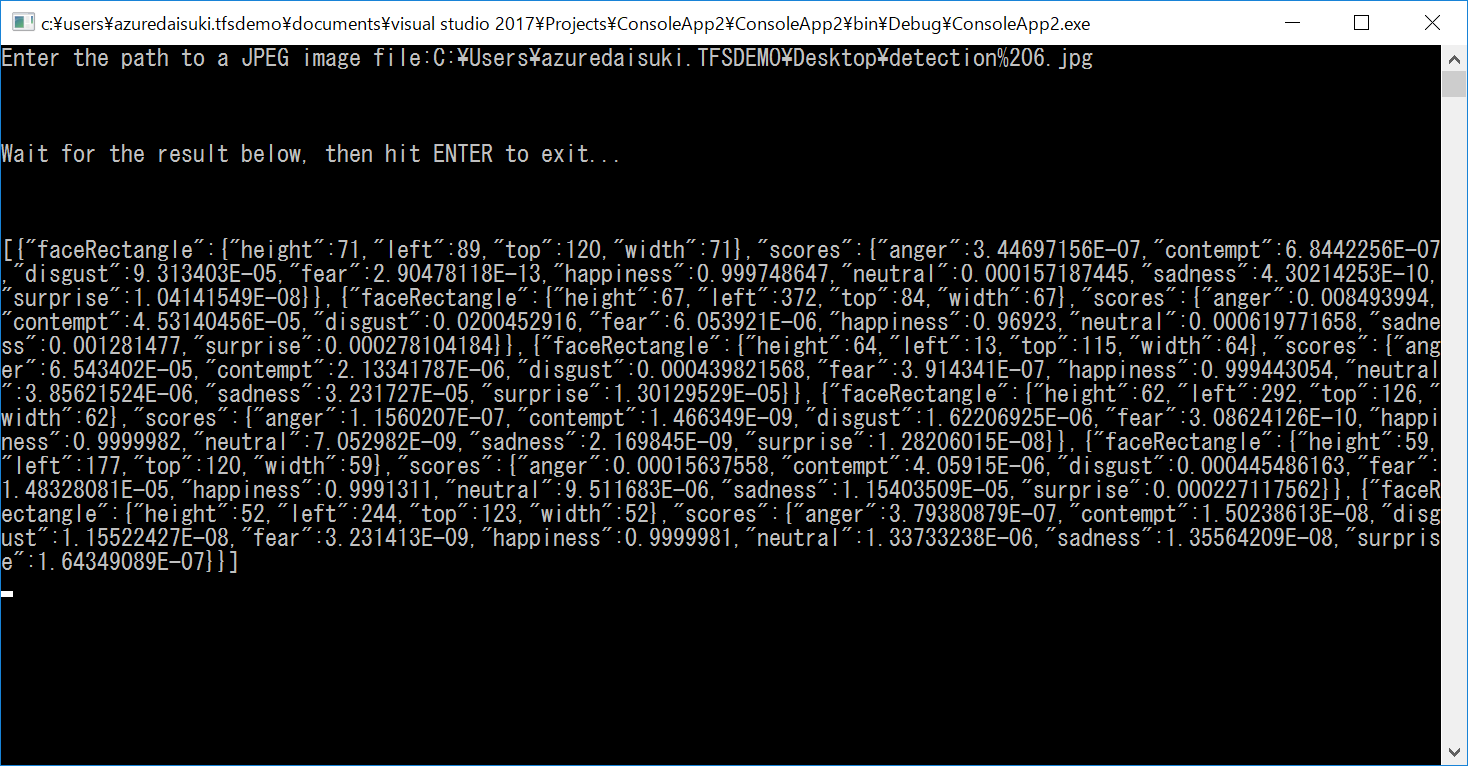 c:¥users¥azuredaisuki.tfsdemo¥documents¥visual studio 2017¥Projects¥ConsoleApp2¥ConsoleApp2¥bin¥Debug¥ConsoleApp2.exe
Enter the path to a JPEG image file:C:¥Users¥azuredaisuki.TFSDEMO¥Desktop¥detection%206.jpg
Wait for the result below, then hit ENTER to exit...
[{"faceRectangle":{"height":71,"left":89,"top":120,"width":71},"scores":{"anger":3.44697156E-07,"contempt":6.8442256E-07
,"disgust":9.313403E-05,"fear":2.90478118E-13,"happiness":0.999748647,"neutral":0.000157187445,"sadness":4.30214253E-10,
"surprise":1.04141549E-08}},{"faceRectangle":{"height":67,"left":372,"top":84,"width":67},"scores":{"anger":0.008493994,
"contempt":4.53140456E-05,"disgust":0.0200452916,"fear":6.053921E-06,"happiness":0.96923,"neutral":0.000619771658,"sadne
ss":0.001281477,"surprise":0.000278104184}},{"faceRectangle":{"height":64,"left":13,"top":115,"width":64},"scores":{"ang
er":6.543402E-05,"contempt":2.13341787E-06,"disgust":0.000439821568,"fear":3.914341E-07,"happiness":0.999443054,"neutral
":3.85621524E-06,"sadness":3.231727E-05,"surprise":1.30129529E-05}},{"faceRectangle":{"height":62,"left":292,"top":126,"
width":62},"scores":{"anger":1.1560207E-07,"contempt":1.466349E-09,"disgust":1.62206925E-06,"fear":3.08624126E-10,"happi
ness":0.9999982,"neutral":7.052982E-09,"sadness":2.169845E-09,"surprise":1.28206015E-08}},{"faceRectangle":{"height":59,
"left":177,"top":120,"width":59},"scores":{"anger":0.00015637558,"contempt":4.05915E-06,"disgust":0.000445486163,"fear":
1.48328081E-05,"happiness":0.9991311,"neutral":9.511683E-06,"sadness":1.15403509E-05,"surprise":0.000227117562}},{"faceR
ectangle":{"height":52,"left":244,"top":123,"width":52},"scores":{"anger":3.79380879E-07,"contempt":1.50238613E-08,"disg
ust":1.15522427E-08,"fear":3.231413E-09,"happiness":0.9999981,"neutral":1.33733238E-06,"sadness":1.35564209E-08,"surpris
e":1.64349089E-07}}]